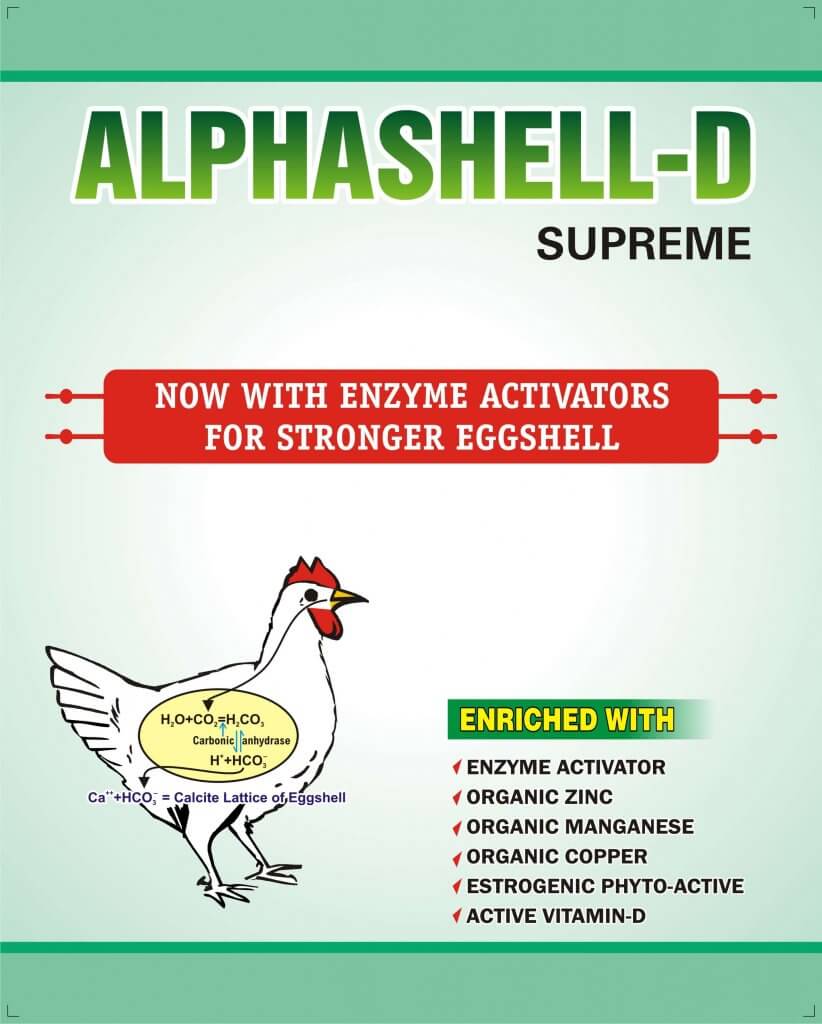 ALPHASHELL-D
SUPREME
NOW WITH ENZYME ACTIVATORS
FOR STRONGER EGGSHELL
H₂O+CO₂=H₂CO₃
Carbonic anhydrase
H⁺+HCO₃⁻
Ca⁺⁺+HCO₃⁻ = Calcite Lattice of Eggshell
ENRICHED WITH
ENZYME ACTIVATOR
ORGANIC ZINC
ORGANIC MANGANESE
ORGANIC COPPER
ESTROGENIC PHYTO-ACTIVE
ACTIVE VITAMIN-D